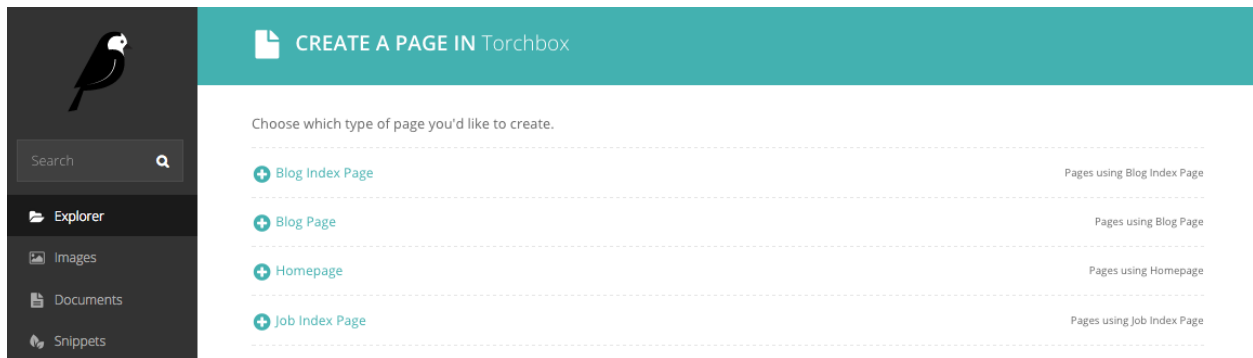 CREATE A PAGE IN Torchbox
Search
Explorer
Images
Documents
Snippets
Choose which type of page you'd like to create.
Blog Index Page Pages using Blog Index Page
Blog Page Pages using Blog Page
Homepage Pages using Homepage
Job Index Page Pages using Job Index Page